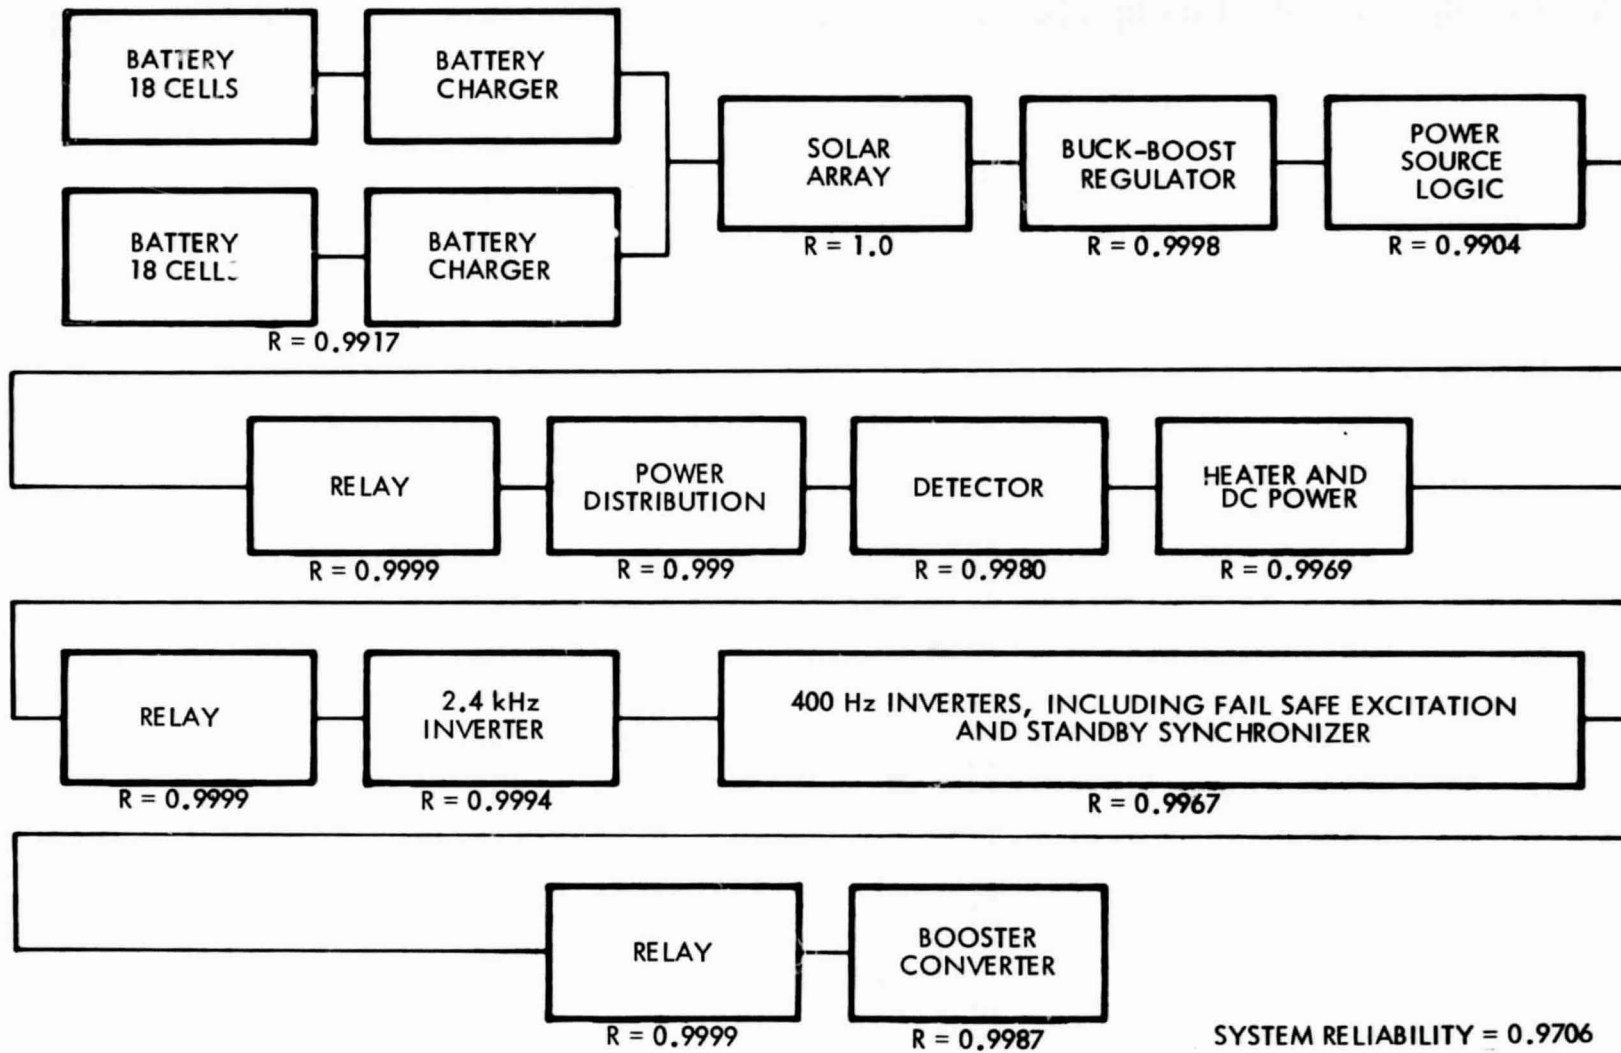 BATTERY
18 CELLS
BATTERY
CHARGER
BATTERY
18 CELLS
BATTERY
CHARGER
R = 0.9917
SOLAR
ARRAY
R = 1.0
BUCK-BOOST
REGULATOR
R = 0.9998
POWER
SOURCE
LOGIC
R = 0.9904
RELAY
R = 0.9999
POWER
DISTRIBUTION
R = 0.999
DETECTOR
R = 0.9980
HEATER AND
DC POWER
R = 0.9969
RELAY
R = 0.9999
2.4 kHz
INVERTER
R = 0.9994
400 Hz INVERTERS, INCLUDING FAIL SAFE EXCITATION
AND STANDBY SYNCHRONIZER
R = 0.9967
RELAY
R = 0.9999
BOOSTER
CONVERTER
R = 0.9987
SYSTEM RELIABILITY = 0.9706